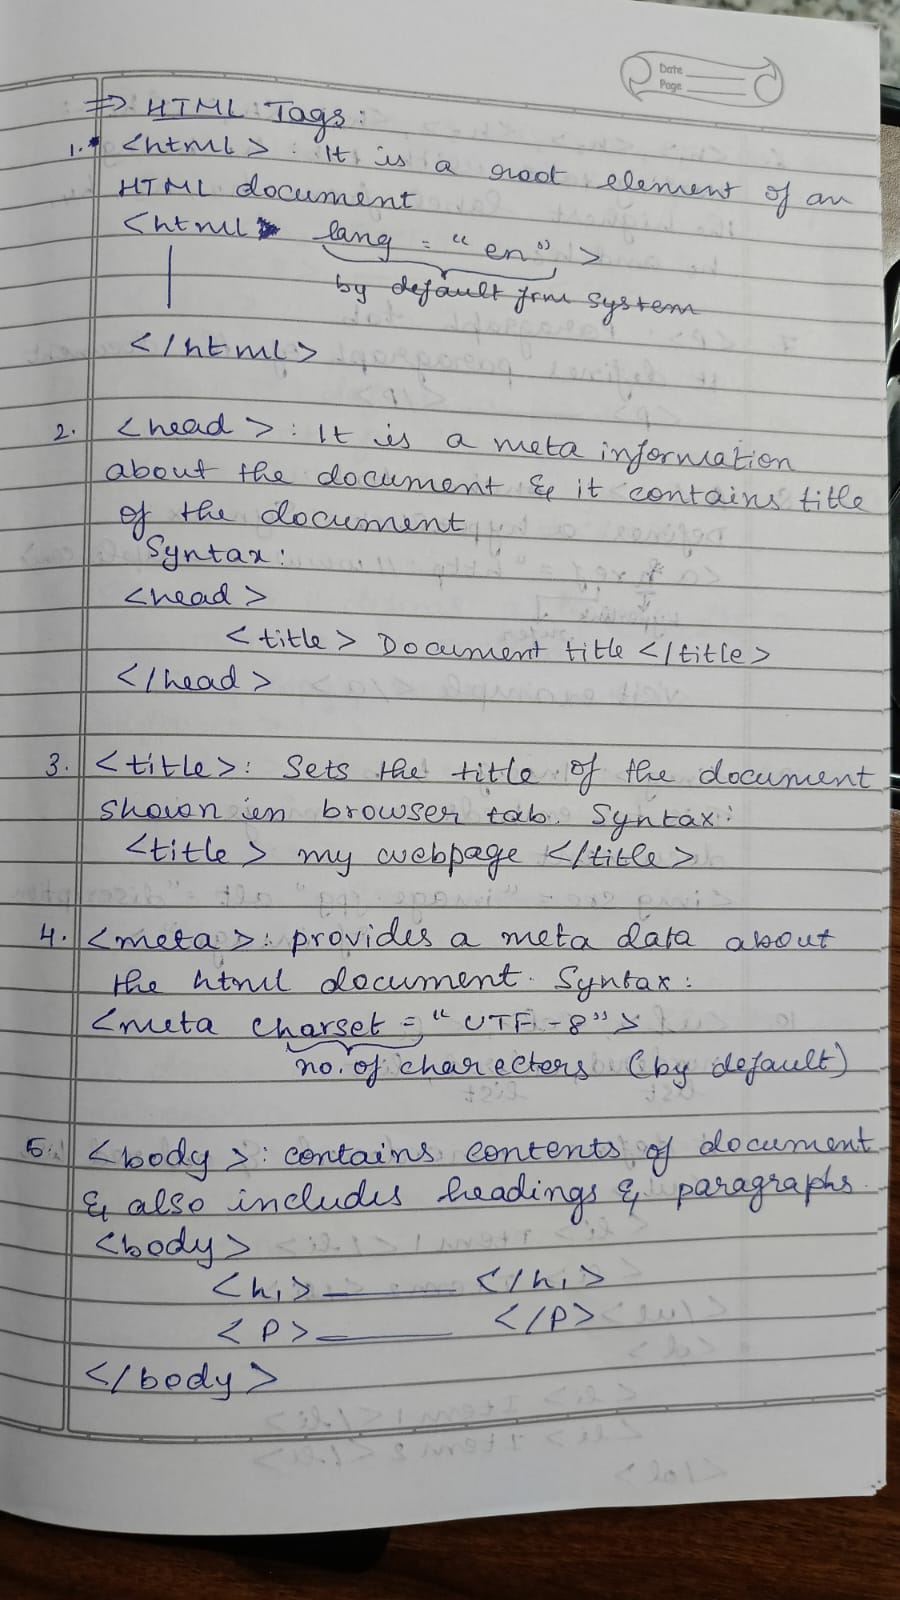 Date
Page
⇒ HTML Tags:
1. <html> : It is a root element of an
HTML document
<html lang = "en">
by default from system
</html>
2. <head> : It is a meta information
about the document & it contains title
of the document,
Syntax:
<head>
<title> Document title </title>
</head>
3. <title>: Sets the title of the document
shown in browser tab. Syntax:
<title> my webpage </title>
4. <meta>: provides a meta data about
the html document. Syntax:
<meta charset = "UTF-8">
no. of charecters (by default)
5. <body>: contains contents of document
& also includes headings & paragraphs.
<body>
<h1> </h1>
<P> </P>
</body>